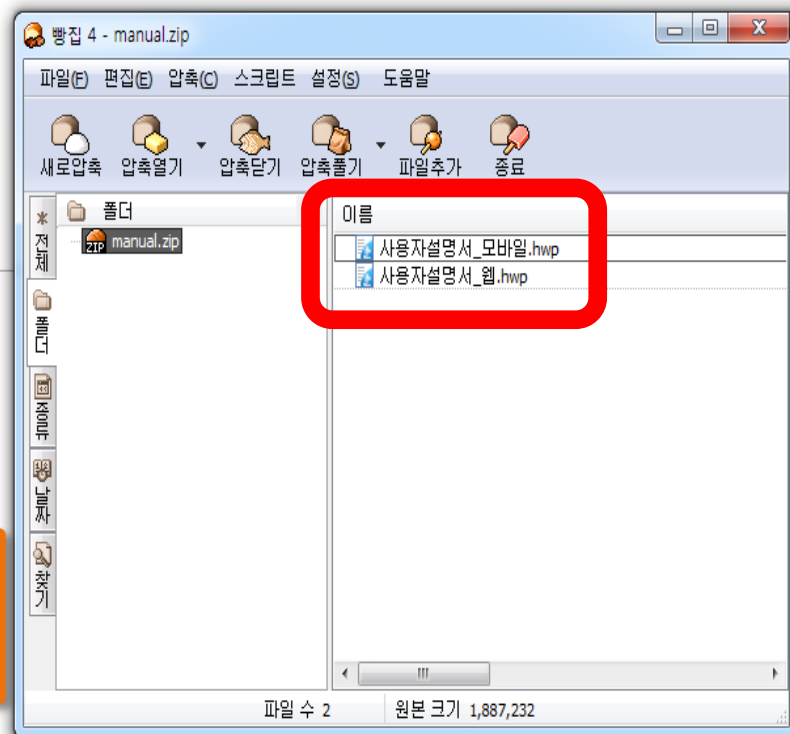 빵집 4 - manual.zip
파일(F) 편집(E) 압축(C) 스크립트 설정(S) 도움말
새로압축 압축열기 압축닫기 압축풀기 파일추가 종료
전체
폴더
종류
날짜
찾기
폴더
ZIP manual.zip
이름
사용자설명서_모바일.hwp
사용자설명서_웹.hwp
파일 수 2 원본 크기 1,887,232